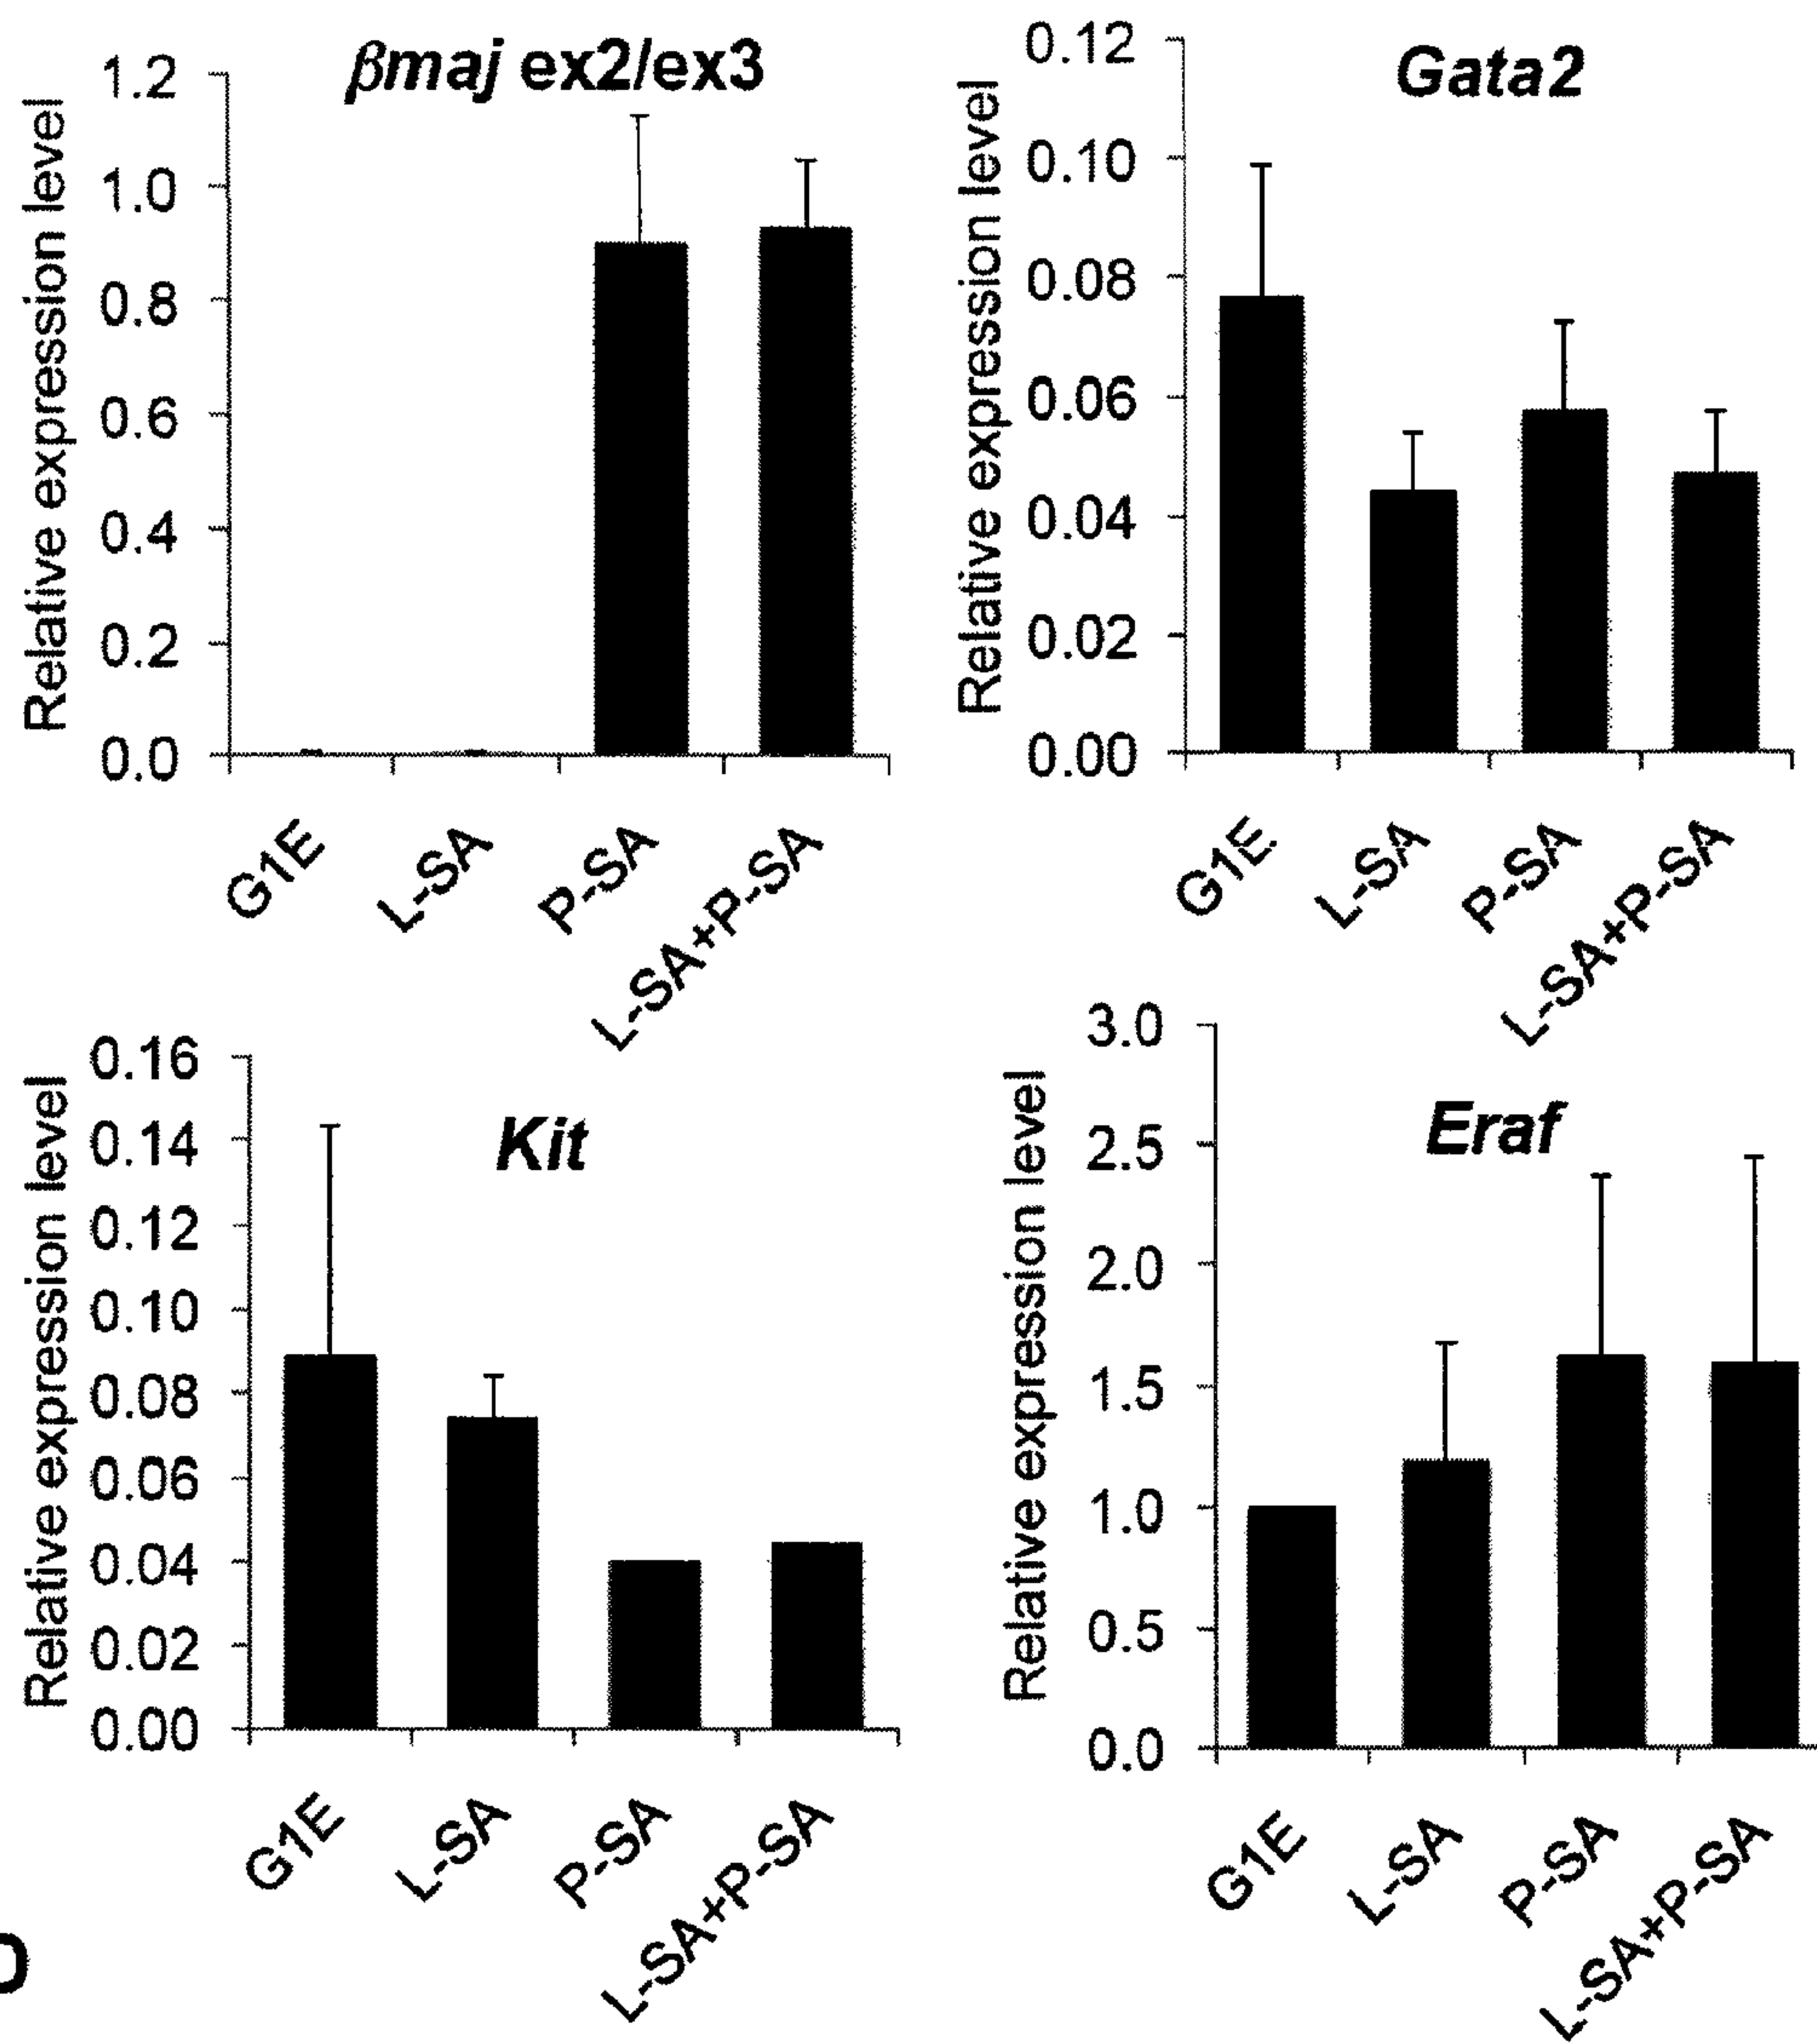 βmaj ex2/ex3
Relative expression level
1.2
1.0
0.8
0.6
0.4
0.2
0.0
G1E
L-SA
P-SA
L-SA+P-SA
Gata2
Relative expression level
0.12
0.10
0.08
0.06
0.04
0.02
0.00
G1E
L-SA
P-SA
L-SA+P-SA
Kit
Relative expression level
0.16
0.14
0.12
0.10
0.08
0.06
0.04
0.02
0.00
G1E
L-SA
P-SA
L-SA+P-SA
Eraf
Relative expression level
3.0
2.5
2.0
1.5
1.0
0.5
0.0
G1E
L-SA
P-SA
L-SA+P-SA